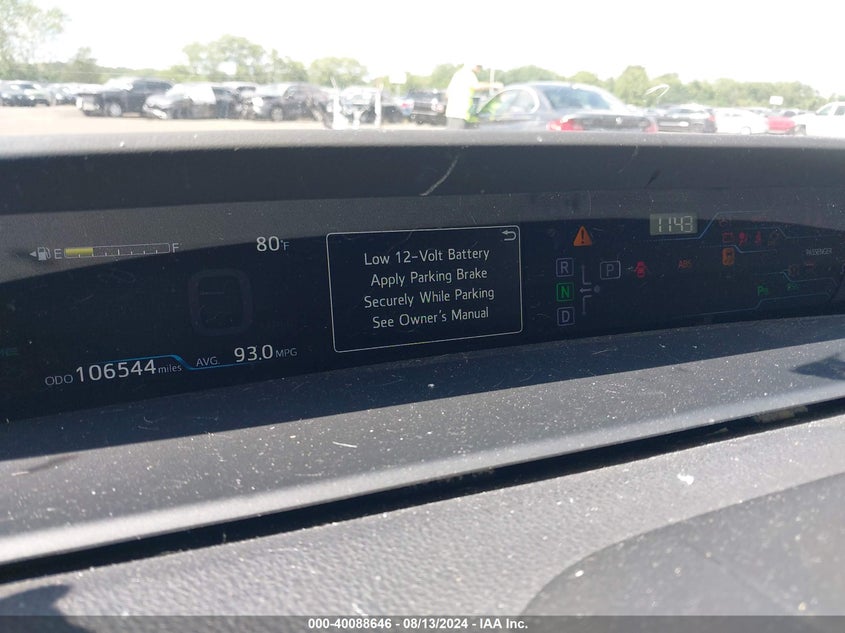 E F
80°F
Low 12-Volt Battery
Apply Parking Brake
Securely While Parking
See Owner's Manual
ODO 106544 miles
AVG. 93.0 MPG
1143
R
P
N
D
ABS
PASSENGER
000-40088646 - 08/13/2024 - IAA Inc.